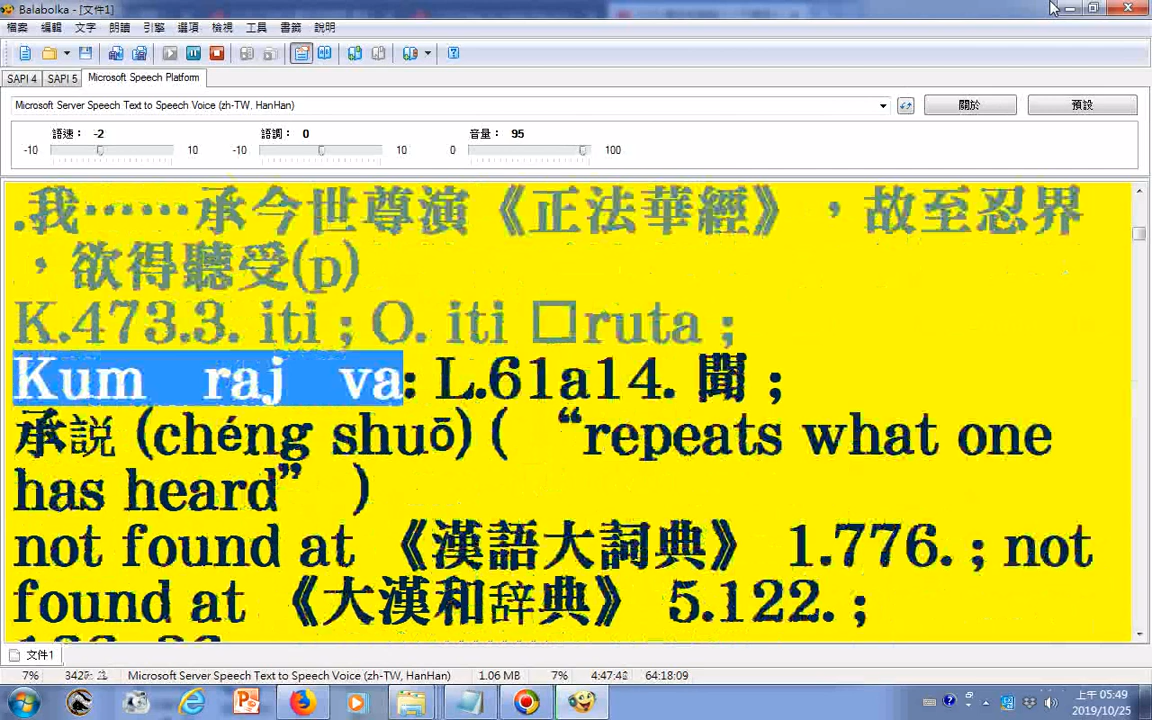 Balabolka - [文件1]
檔案 編輯 文字 朗讀 引擎 選項 檢視 工具 書籤 說明
SAPI 4 SAPI 5 Microsoft Speech Platform
Microsoft Server Speech Text to Speech Voice (zh-TW, HanHan) 關於 預設
語速： -2 語調： 0 音量： 95
-10 10 -10 10 0 100
.我……承今世尊演《正法華經》，故至忍界
，欲得聽受(p)
K.473.3. iti ; O. iti □ruta ;
Kum raj va: L.61a14. 聞 ;
承説 (chéng shuō) ( “repeats what one
has heard” )
not found at 《漢語大詞典》 1.776. ; not
found at 《大漢和辞典》 5.122. ;
文件1
7% Microsoft Server Speech Text to Speech Voice (zh-TW, HanHan) 1.06 MB 7% 4:47:42 64:18:09
上午 05:49
2019/10/25